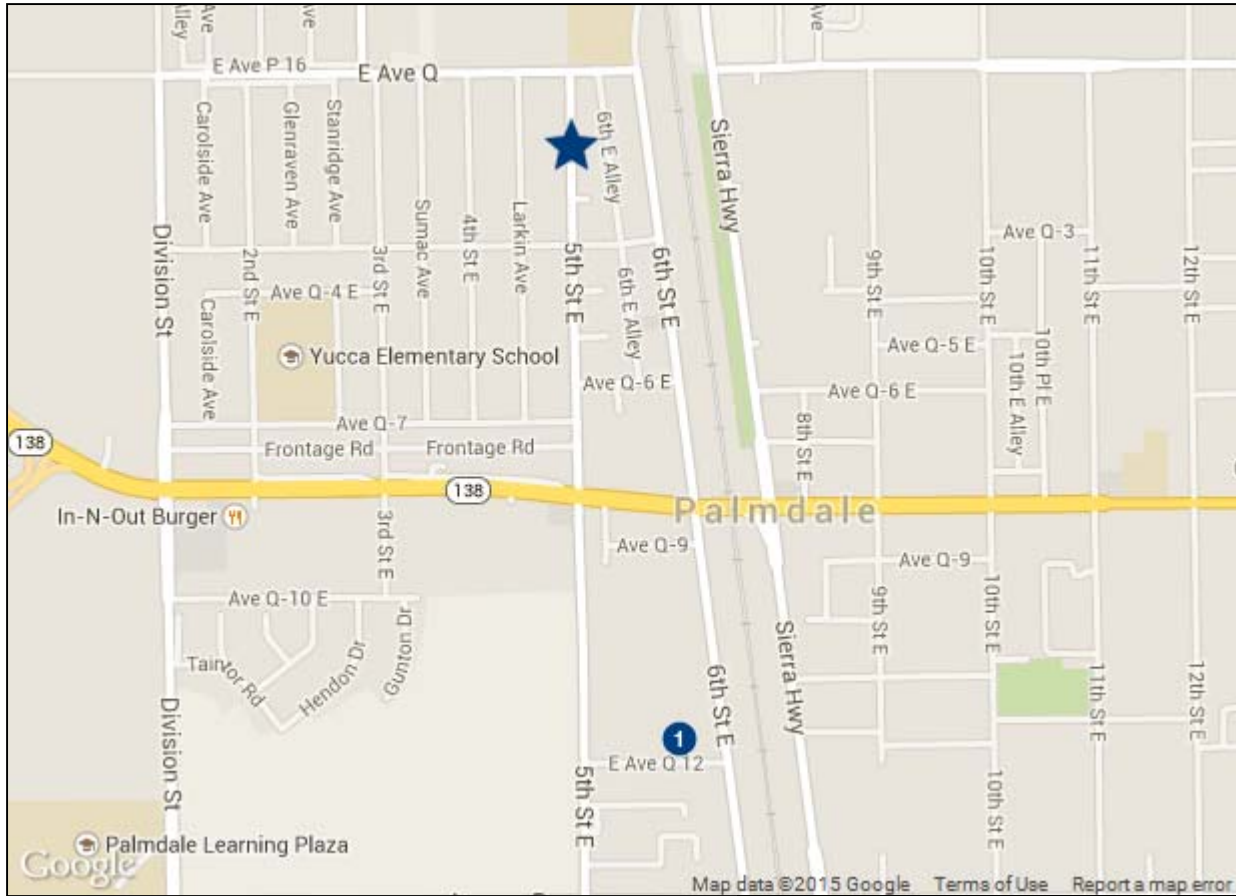 Alley
Ave
Ave
Ave
E Ave P 16
E Ave Q
Carolside Ave
Glenraven Ave
Stanridge Ave
6th E Alley
Sierra Hwy
Division St
2nd St E
3rd St E
Sumac Ave
4th St E
Larkin Ave
5th St E
6th St E
6th E Alley
9th St E
10th St E
Ave Q-3
11th St E
12th St E
Ave Q-4 E
Carolside Ave
Yucca Elementary School
Ave Q-5 E
10th Pl E
10th E Alley
Ave Q-6 E
Ave Q-6 E
8th St E
Ave Q-7
Frontage Rd
Frontage Rd
138
138
Palmdale
In-N-Out Burger
3rd St E
Ave Q-9
Ave Q-9
9th St E
10th St E
Ave Q-10 E
Taintor Rd
Hendon Dr
Gunton Dr
Sierra Hwy
6th St E
11th St E
12th St E
Division St
1
E Ave Q 12
5th St E
10th St E
Palmdale Learning Plaza
Google
Map data ©2015 Google
Terms of Use
Report a map error